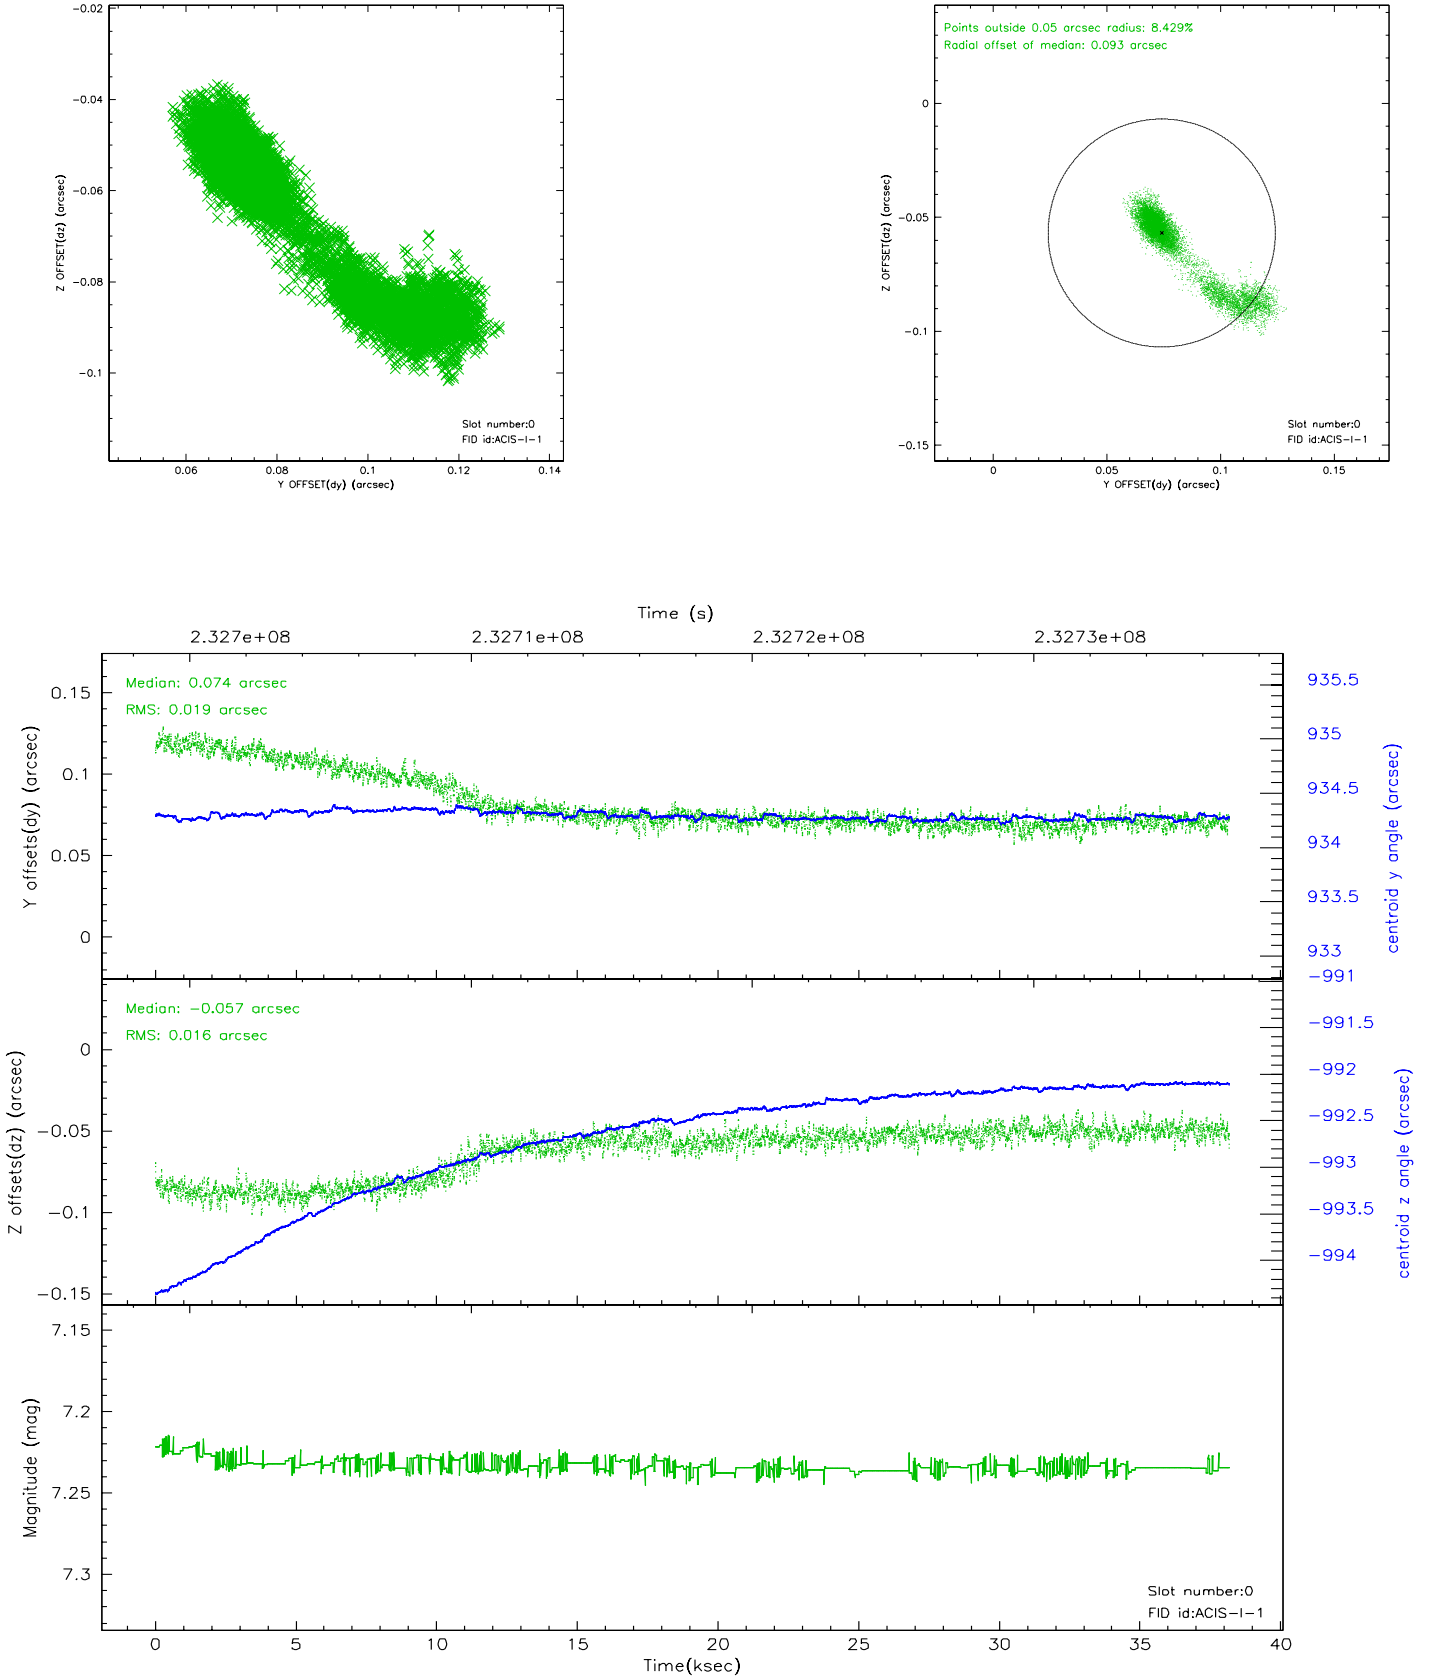 -0.02
-0.04
-0.06
-0.08
-0.1
Z OFFSET(dz) (arcsec)
Slot number:0
FID id:ACIS-I-1
0.06 0.08 0.1 0.12 0.14
Y OFFSET(dy) (arcsec)
Points outside 0.05 arcsec radius: 8.429%
Radial offset of median: 0.093 arcsec
0
-0.05
-0.1
-0.15
Z OFFSET(dz) (arcsec)
Slot number:0
FID id:ACIS-I-1
0 0.05 0.1 0.15
Y OFFSET(dy) (arcsec)
Time (s)
2.327e+08 2.3271e+08 2.3272e+08 2.3273e+08
Median: 0.074 arcsec
RMS: 0.019 arcsec
0.15
0.1
0.05
0
Y offsets(dy) (arcsec)
935.5
935
934.5
934
933.5
933
centroid y angle (arcsec)
-991
Median: -0.057 arcsec
RMS: 0.016 arcsec
0
-0.05
-0.1
-0.15
Z offsets(dz) (arcsec)
-991.5
-992
-992.5
-993
-993.5
-994
centroid z angle (arcsec)
7.15
7.2
7.25
7.3
Magnitude (mag)
Slot number:0
FID id:ACIS-I-1
0 5 10 15 20 25 30 35 40
Time(ksec)